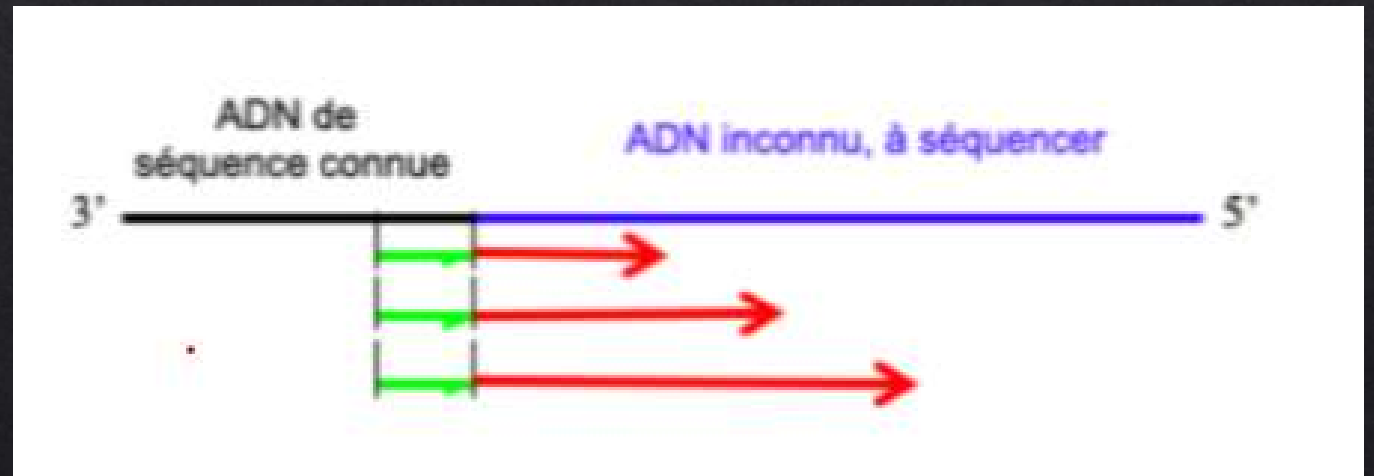 ADN de
séquence connue
ADN inconnu, à séquencer
3'
5'